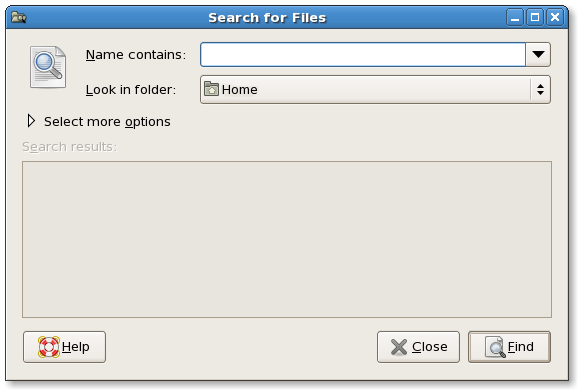 Search for Files
Name contains:
Look in folder: Home
Select more options
Search results:
Help Close Find